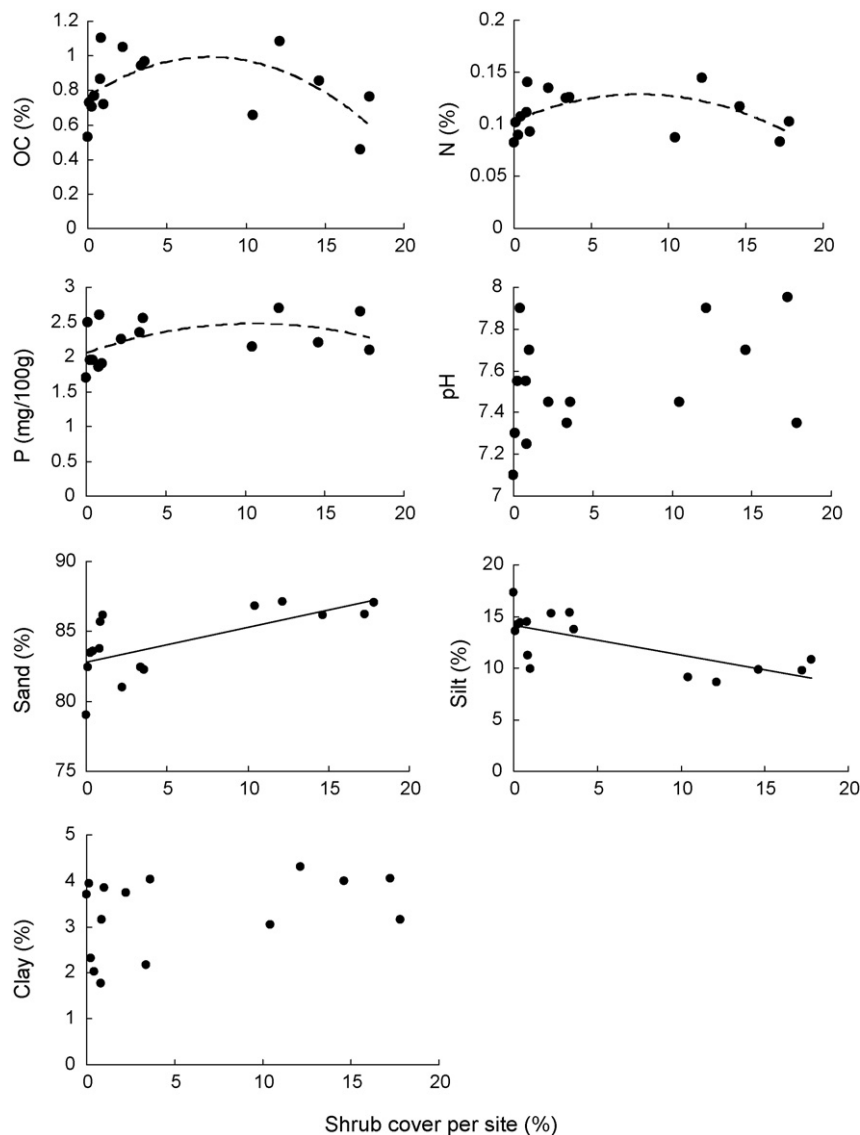 OC (%)
1.2
1
0.8
0.6
0.4
0.2
0
0 5 10 15 20
N (%)
0.2
0.15
0.1
0.05
0
0 5 10 15 20
P (mg/100g)
3
2.5
2
1.5
1
0.5
0
0 5 10 15 20
pH
8
7.8
7.6
7.4
7.2
7
0 5 10 15 20
Sand (%)
90
85
80
75
0 5 10 15 20
Silt (%)
20
15
10
5
0
0 5 10 15 20
Clay (%)
5
4
3
2
1
0
0 5 10 15 20
Shrub cover per site (%)